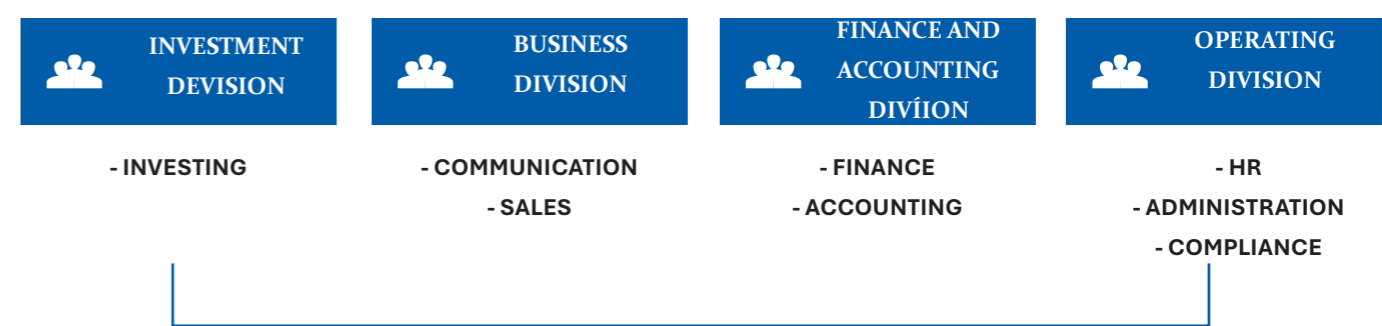 INVESTMENT
DEVISION
BUSINESS
DIVISION
FINANCE AND
ACCOUNTING
DIVÍION
OPERATING
DIVISION
- INVESTING
- COMMUNICATION
- SALES
- FINANCE
- ACCOUNTING
- HR
- ADMINISTRATION
- COMPLIANCE